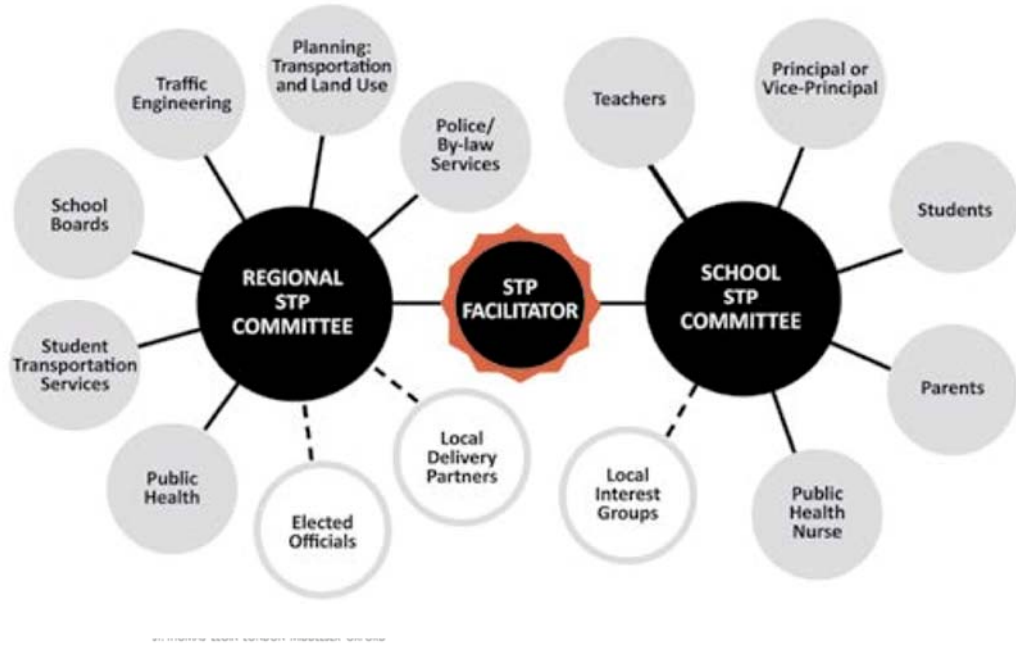 Planning:
Transportation
and Land Use
Traffic
Engineering
Police/
By-law
Services
School
Boards
REGIONAL
STP
COMMITTEE
Student
Transportation
Services
Public
Health
Elected
Officials
Local
Delivery
Partners
STP
FACILITATOR
Teachers
Principal or
Vice-Principal
Students
SCHOOL
STP
COMMITTEE
Parents
Local
Interest
Groups
Public
Health
Nurse